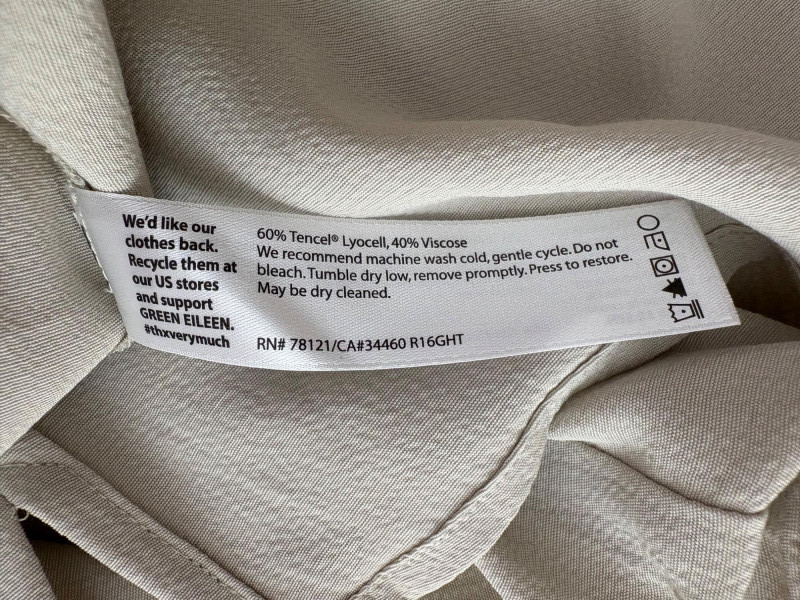 We'd like our
clothes back.
Recycle them at
our US stores
and support
GREEN EILEEN.
#thxverymuch
60% Tencel® Lyocell, 40% Viscose
We recommend machine wash cold, gentle cycle. Do not
bleach. Tumble dry low, remove promptly. Press to restore.
May be dry cleaned.
RN# 78121/CA#34460 R16GHT